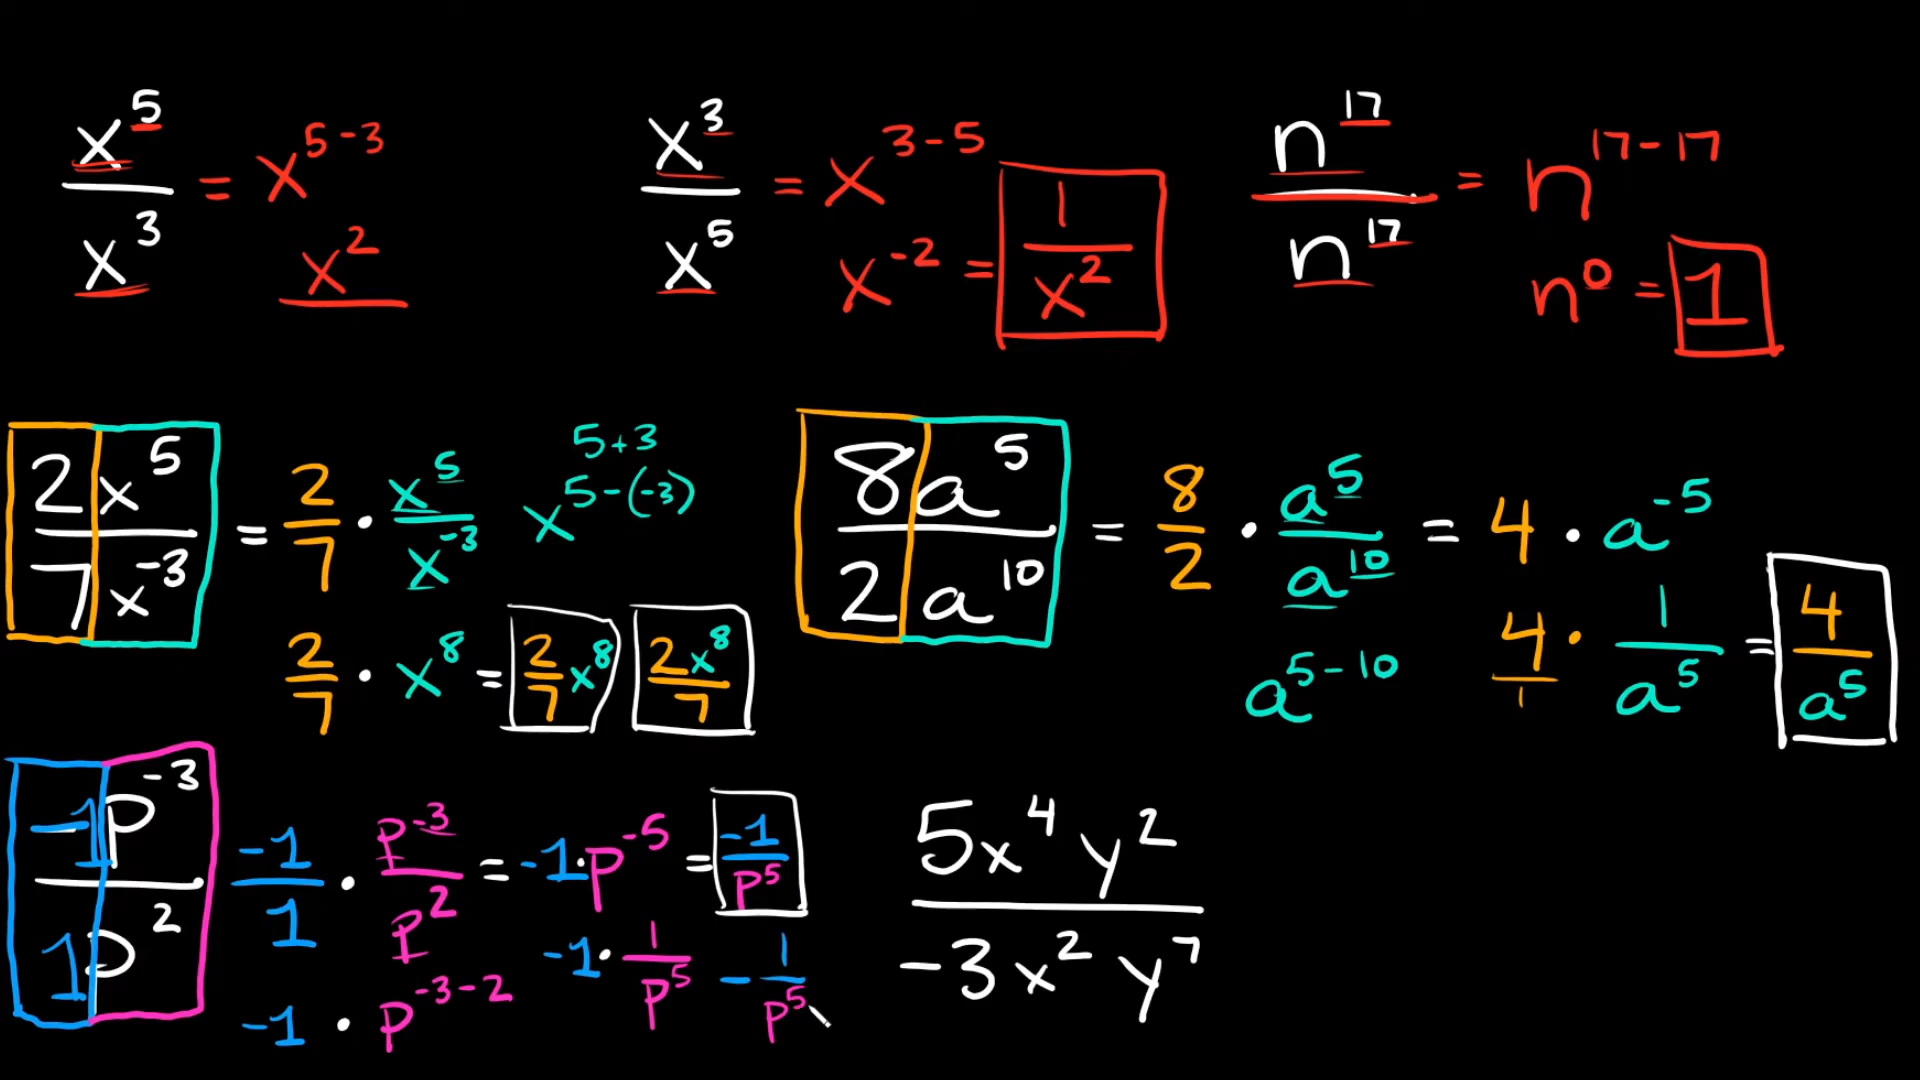 x^5/x^3 = x^(5-3)
x^2
x^3/x^5 = x^(3-5)
x^(-2) = 1/x^2
n^17/n^17 = n^(17-17)
n^0 = 1
2x^5/7x^(-3) = 2/7 · x^5/x^(-3) x^(5-(-3))
5+3
2/7 · x^8 = 2/7 x^8 2x^8/7
8a^5/2a^10 = 8/2 · a^5/a^10 = 4 · a^(-5)
a^(5-10)
4/1 · 1/a^5 = 4/a^5
-1p^(-3)/1p^2 -1/1 · p^(-3)/p^2 = -1·p^(-5) = -1/p^5
-1 · p^(-3-2)
-1· 1/p^5 -1/p^5
5x^4 y^2/-3x^2 y^7